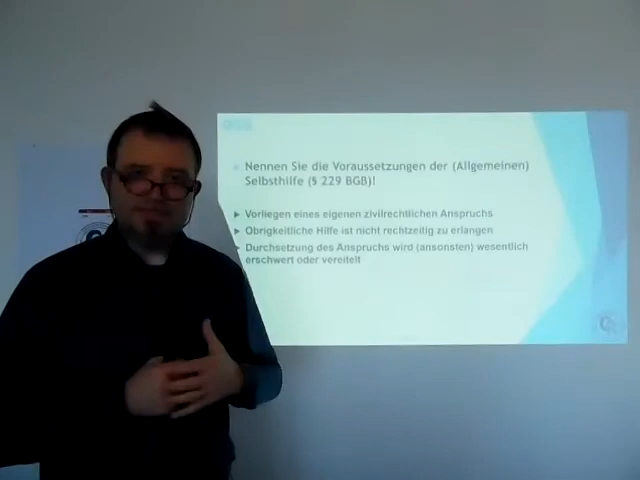 Nennen Sie die Voraussetzungen der (Allgemeinen)
Selbsthilfe (§ 229 BGB)!
Vorliegen eines eigenen zivilrechtlichen Anspruchs
Obrigkeitliche Hilfe ist nicht rechtzeitig zu erlangen
Durchsetzung des Anspruchs wird (ansonsten) wesentlich
erschwert oder vereitelt